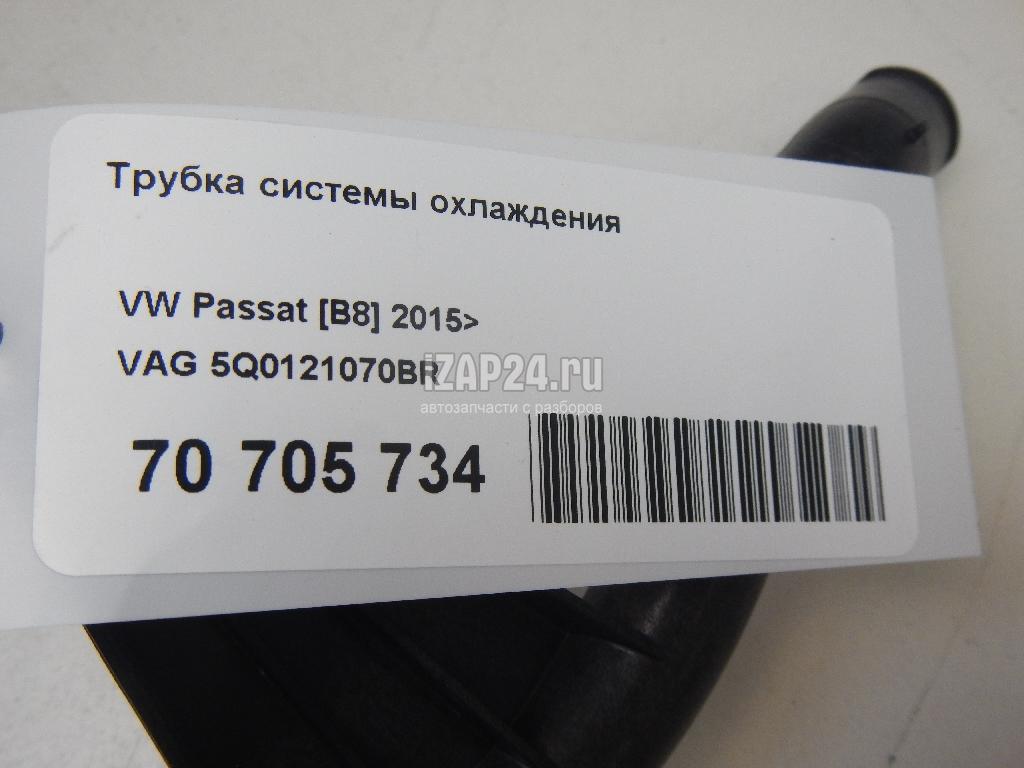 Трубка системы охлаждения
VW Passat [B8] 2015>
VAG 5Q0121070BR
iZAP24.ru
автозапчасти с разборов
70 705 734